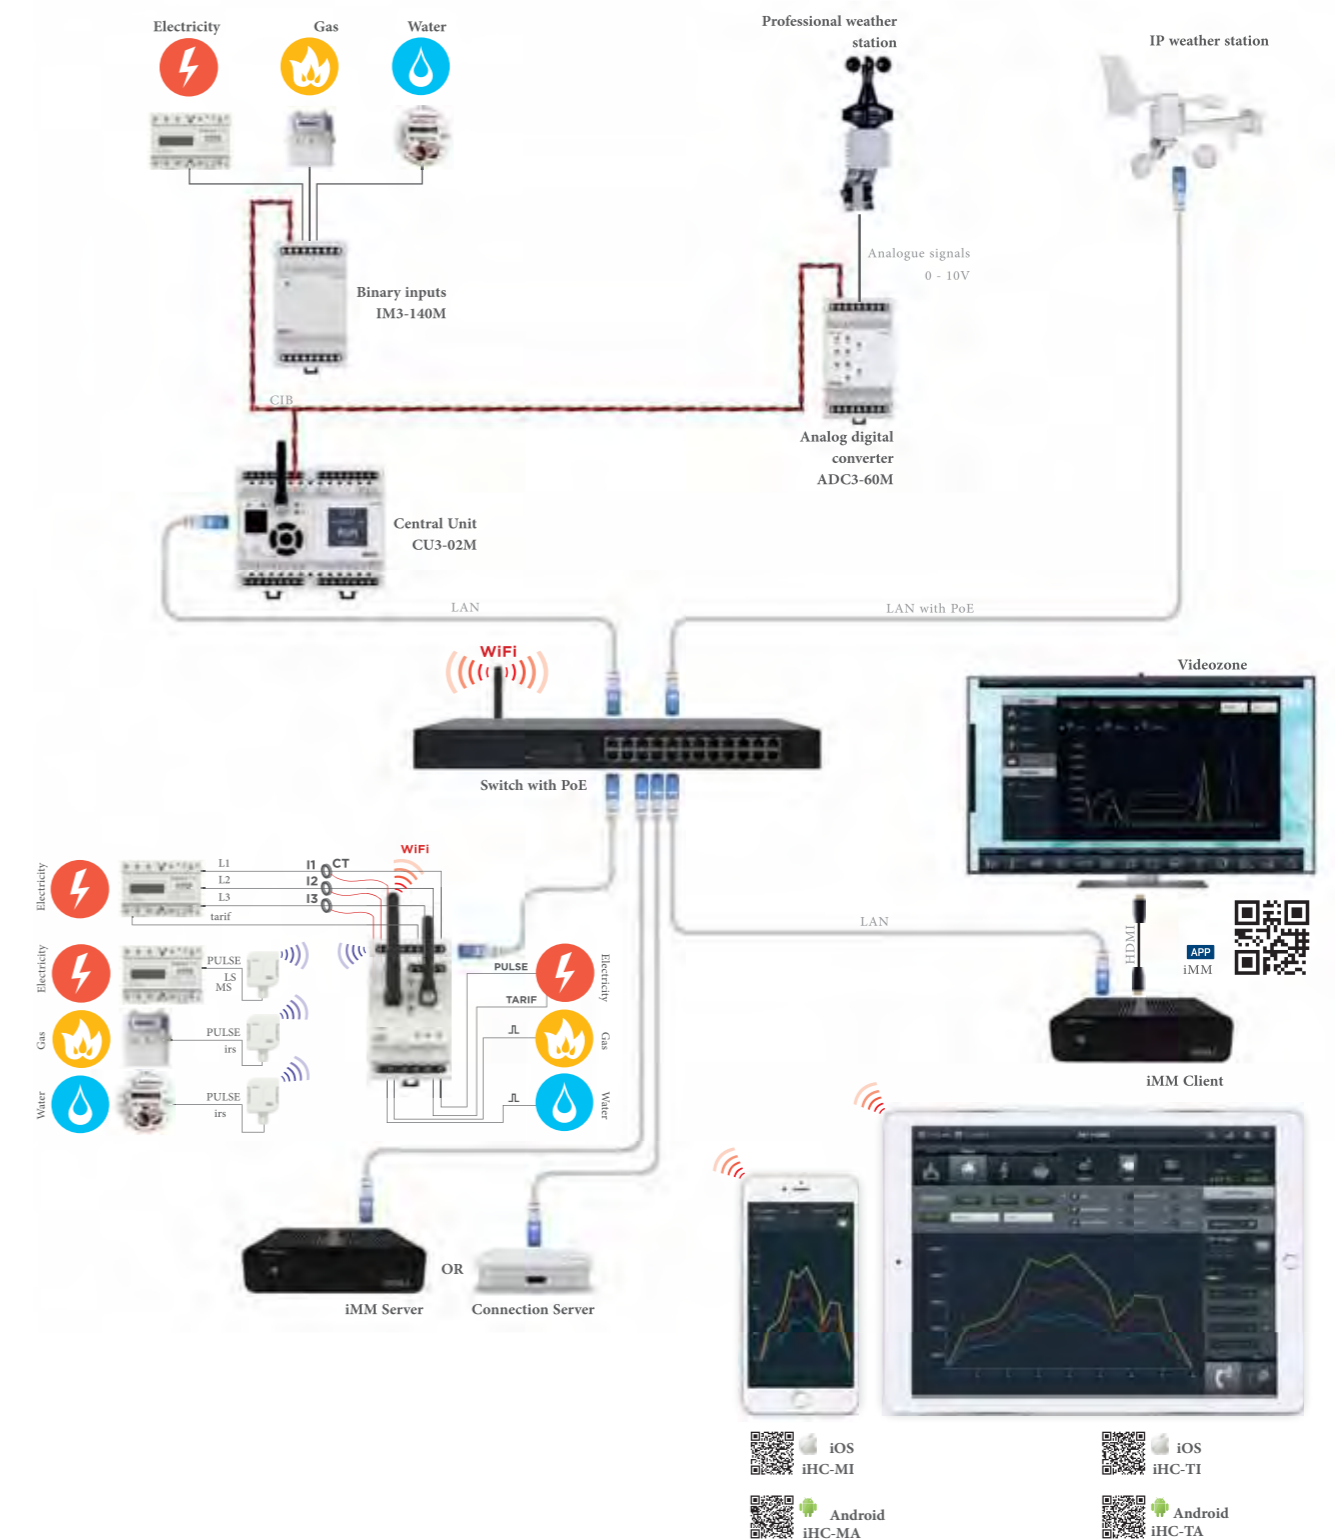 Electricity
Gas
Water
Professional weather
station
IP weather station
Analogue signals
0 - 10V
Binary inputs
IM3-140M
CIB
Analog digital
converter
ADC3-60M
Central Unit
CU3-02M
LAN
LAN with PoE
WiFi
Videozone
Switch with PoE
WiFi
Electricity
L1
L2
L3
tarif
I1 CT
I2
I3
LAN
HDMI
APP
iMM
Electricity
PULSE
LS
MS
PULSE
Electricity
TARIF
Gas
PULSE
irs
Gas
Water
PULSE
irs
Water
iMM Client
OR
iMM Server
Connection Server
iOS
iHC-MI
iOS
iHC-TI
Android
iHC-MA
Android
iHC-TA